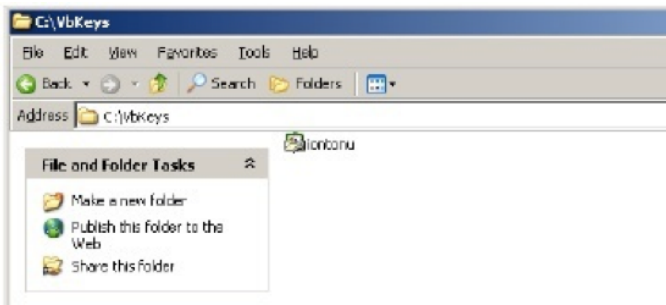 C:\VbKeys
File Edit View Favorites Tools Help
Back Search Folders
Address C:\VbKeys
iontonu
File and Folder Tasks
Make a new folder
Publish this folder to the
Web
Share this folder